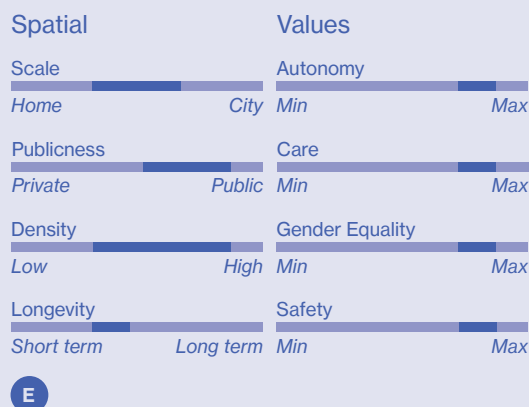 Spatial
Scale
Home City
Publicness
Private Public
Density
Low High
Longevity
Short term Long term
Values
Autonomy
Min Max
Care
Min Max
Gender Equality
Min Max
Safety
Min Max
E